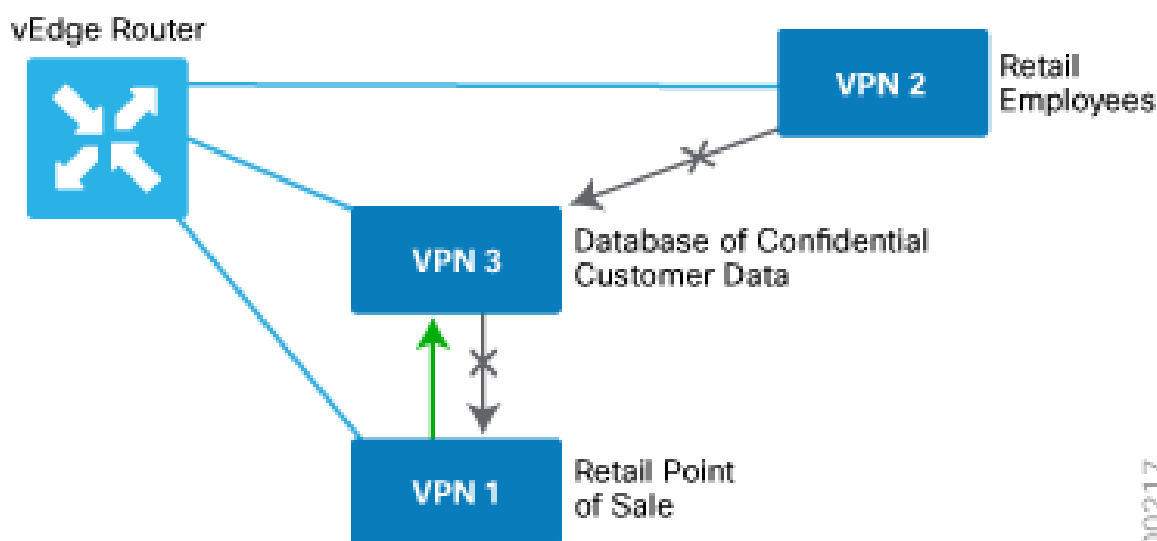 vEdge Router
VPN 2
Retail
Employees
VPN 3
Database of Confidential
Customer Data
VPN 1
Retail Point
of Sale